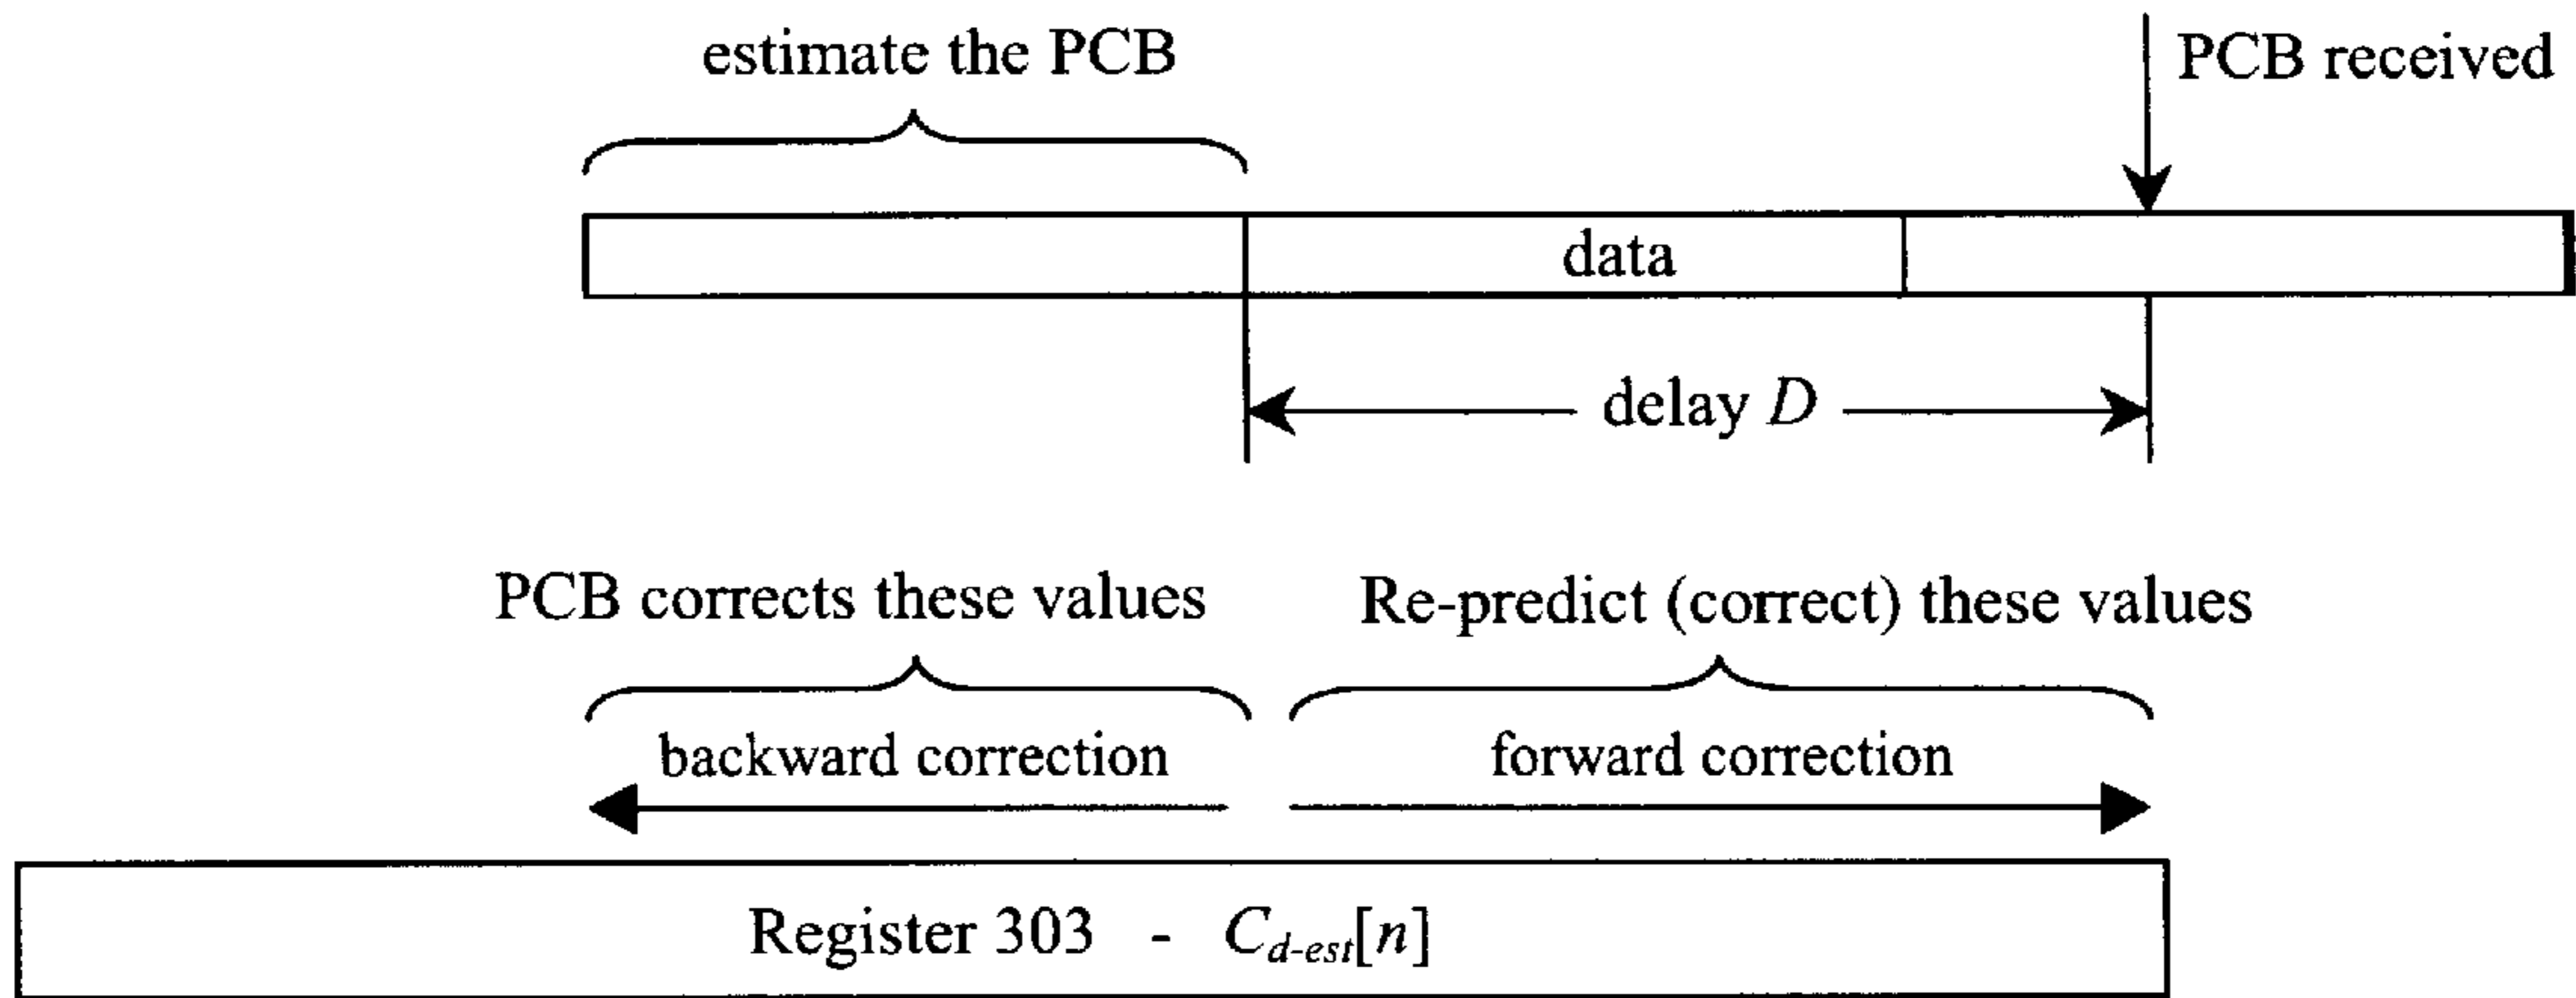 estimate the PCB
PCB received
data
delay D
PCB corrects these values
Re-predict (correct) these values
backward correction
forward correction
Register 303 - C_{d-est}[n]